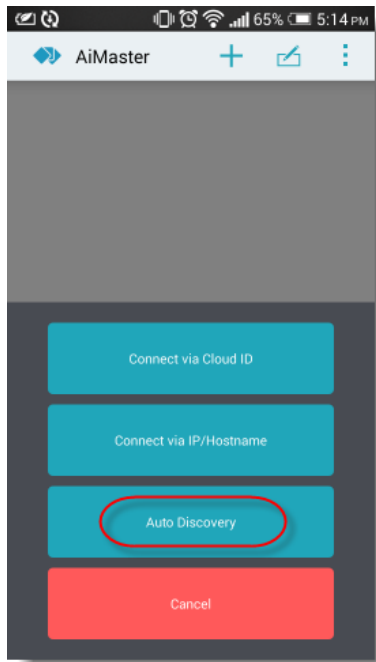 65% 5:14 PM
AiMaster
Connect via Cloud ID
Connect via IP/Hostname
Auto Discovery
Cancel